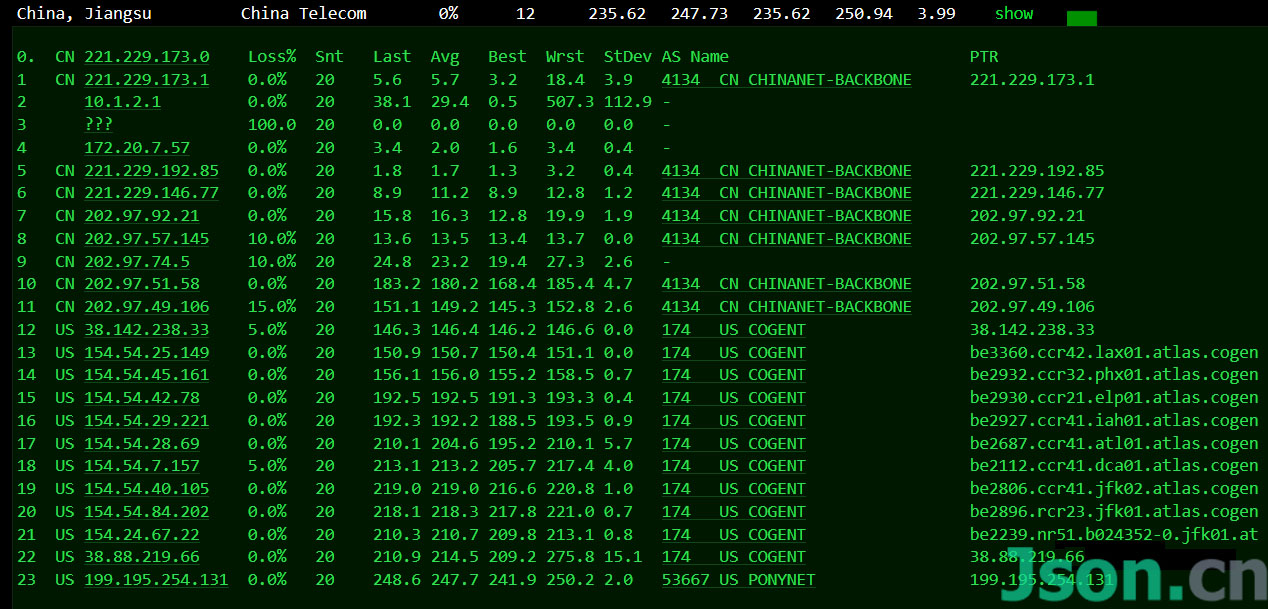 China, Jiangsu China Telecom 0% 12 235.62 247.73 235.62 250.94 3.99 show
0. CN 221.229.173.0 Loss% Snt Last Avg Best Wrst StDev AS Name PTR
1 CN 221.229.173.1 0.0% 20 5.6 5.7 3.2 18.4 3.9 4134 CN CHINANET-BACKBONE 221.229.173.1
2 10.1.2.1 0.0% 20 38.1 29.4 0.5 507.3 112.9 -
3 ??? 100.0 20 0.0 0.0 0.0 0.0 0.0 -
4 172.20.7.57 0.0% 20 3.4 2.0 1.6 3.4 0.4 -
5 CN 221.229.192.85 0.0% 20 1.8 1.7 1.3 3.2 0.4 4134 CN CHINANET-BACKBONE 221.229.192.85
6 CN 221.229.146.77 0.0% 20 8.9 11.2 8.9 12.8 1.2 4134 CN CHINANET-BACKBONE 221.229.146.77
7 CN 202.97.92.21 0.0% 20 15.8 16.3 12.8 19.9 1.9 4134 CN CHINANET-BACKBONE 202.97.92.21
8 CN 202.97.57.145 10.0% 20 13.6 13.5 13.4 13.7 0.0 4134 CN CHINANET-BACKBONE 202.97.57.145
9 CN 202.97.74.5 10.0% 20 24.8 23.2 19.4 27.3 2.6 -
10 CN 202.97.51.58 0.0% 20 183.2 180.2 168.4 185.4 4.7 4134 CN CHINANET-BACKBONE 202.97.51.58
11 CN 202.97.49.106 15.0% 20 151.1 149.2 145.3 152.8 2.6 4134 CN CHINANET-BACKBONE 202.97.49.106
12 US 38.142.238.33 5.0% 20 146.3 146.4 146.2 146.6 0.0 174 US COGENT 38.142.238.33
13 US 154.54.25.149 0.0% 20 150.9 150.7 150.4 151.1 0.0 174 US COGENT be3360.ccr42.lax01.atlas.cogen
14 US 154.54.45.161 0.0% 20 156.1 156.0 155.2 158.5 0.7 174 US COGENT be2932.ccr32.phx01.atlas.cogen
15 US 154.54.42.78 0.0% 20 192.5 192.5 191.3 193.3 0.4 174 US COGENT be2930.ccr21.elp01.atlas.cogen
16 US 154.54.29.221 0.0% 20 192.3 192.2 188.5 193.5 0.9 174 US COGENT be2927.ccr41.iah01.atlas.cogen
17 US 154.54.28.69 0.0% 20 210.1 204.6 195.2 210.1 5.7 174 US COGENT be2687.ccr41.atl01.atlas.cogen
18 US 154.54.7.157 5.0% 20 213.1 213.2 205.7 217.4 4.0 174 US COGENT be2112.ccr41.dca01.atlas.cogen
19 US 154.54.40.105 0.0% 20 219.0 219.0 216.6 220.8 1.0 174 US COGENT be2806.ccr41.jfk02.atlas.cogen
20 US 154.54.84.202 0.0% 20 218.1 218.3 217.8 221.0 0.7 174 US COGENT be2896.rcr23.jfk01.atlas.cogen
21 US 154.24.67.22 0.0% 20 210.3 210.7 209.8 213.1 0.8 174 US COGENT be2239.nr51.b024352-0.jfk01.at
22 US 38.88.219.66 0.0% 20 210.9 214.5 209.2 275.8 15.1 174 US COGENT 38.88.219.66
23 US 199.195.254.131 0.0% 20 248.6 247.7 241.9 250.2 2.0 53667 US PONYNET 199.195.254.131
Json.cn